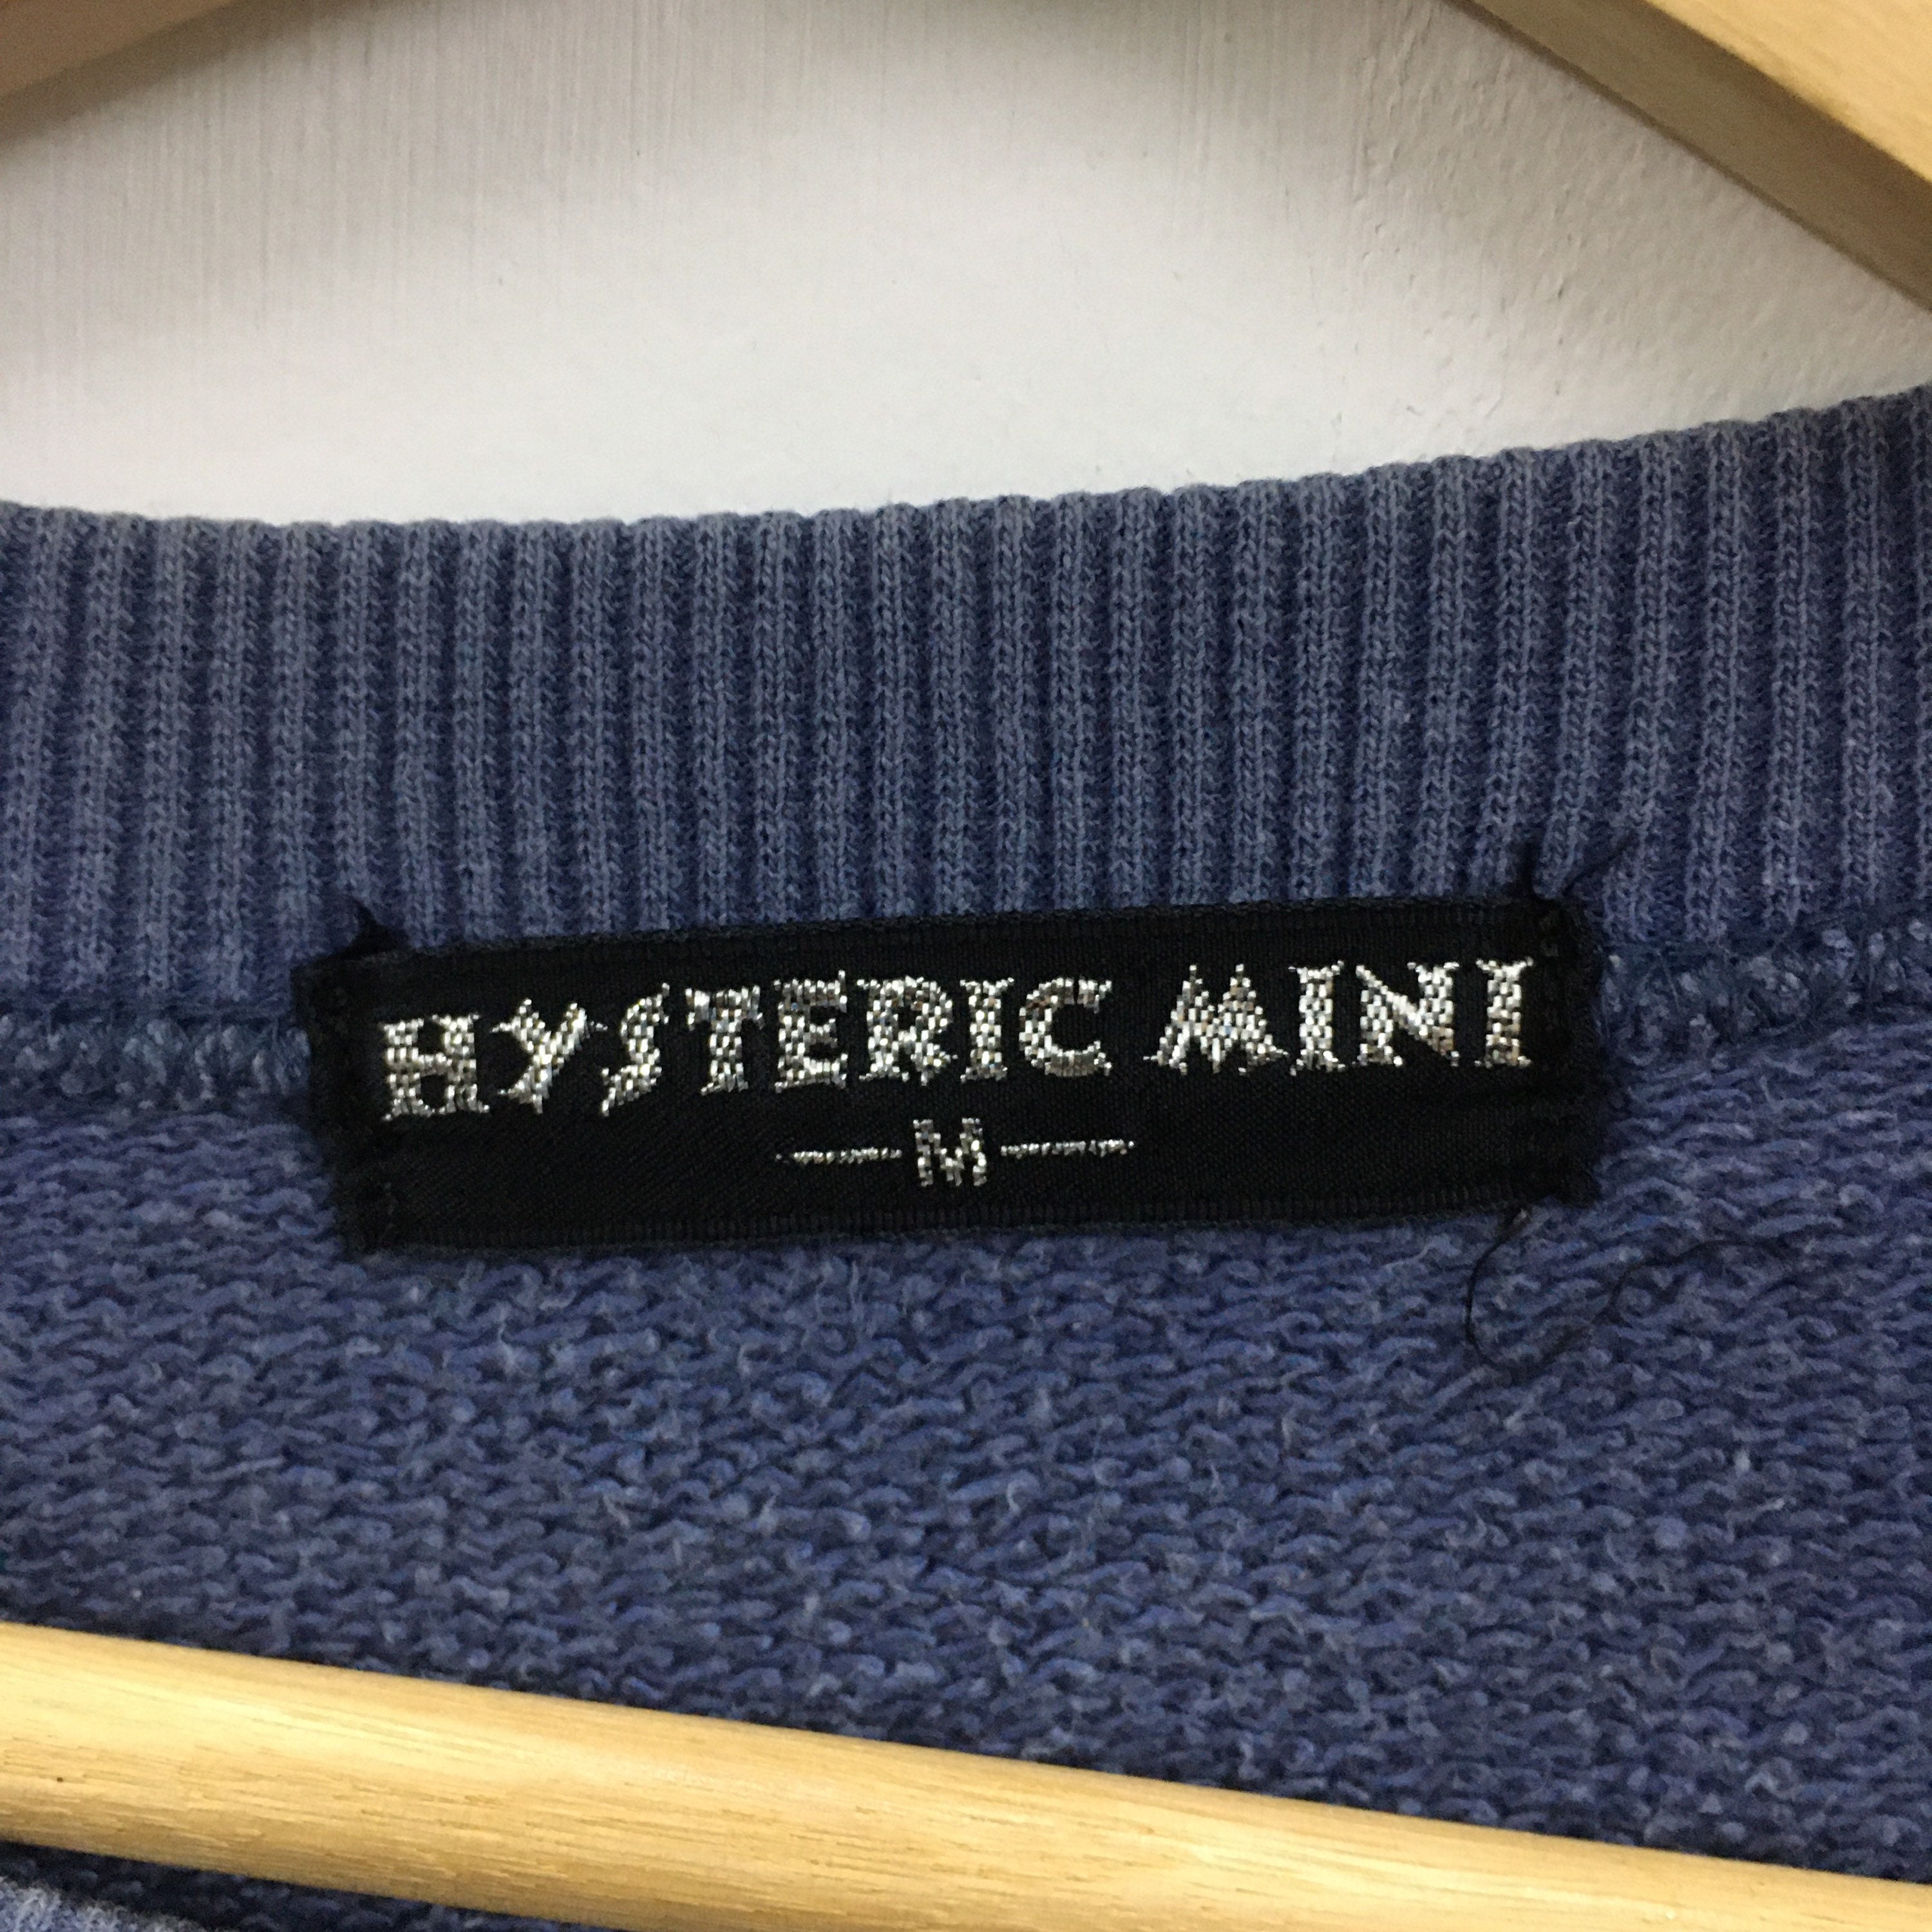 HYSTERIC MINI
— M —